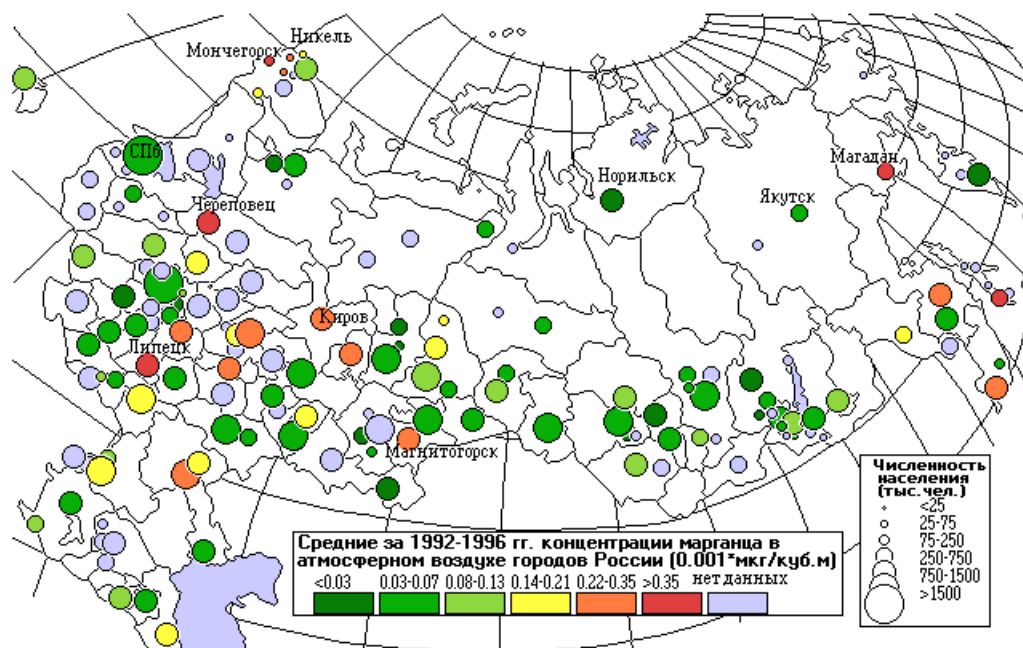 Никель
Мончегорск
СПб
Магадан
Норильск
Якутск
Череповец
Киров
Липецк
Магнитогорск
Численность
населения
(тыс.чел.)
<25
25-75
75-250
250-750
750-1500
>1500
Средние за 1992-1996 гг. концентрации марганца в
атмосферном воздухе городов России (0.001*мкг/куб.м)
<0.03 0.03-0.07 0.08-0.13 0.14-0.21 0.22-0.35 >0.35 нет данных